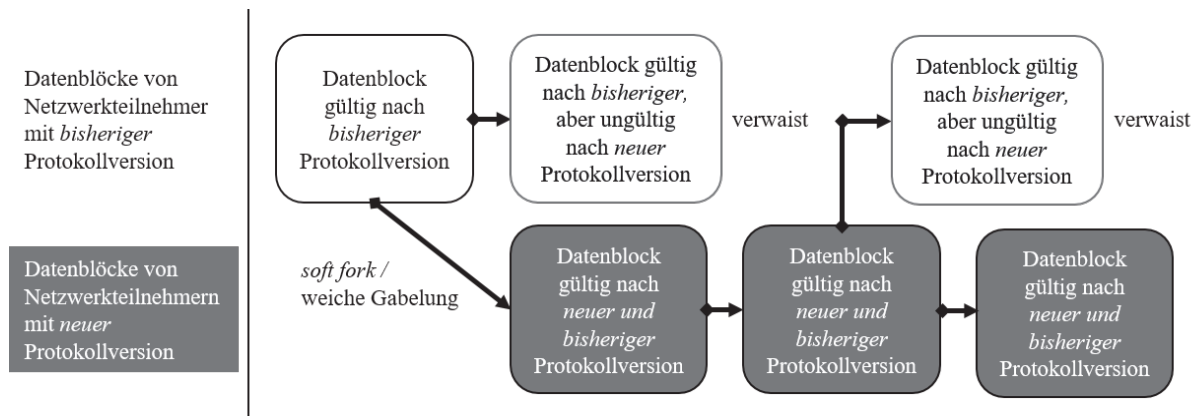 Datenblöcke von
Netzwerkteilnehmer
mit bisheriger
Protokollversion
Datenblock
gültig nach
bisheriger
Protokollversion
Datenblock gültig
nach bisheriger,
aber ungültig
nach neuer
Protokollversion
verwaist
Datenblock gültig
nach bisheriger,
aber ungültig
nach neuer
Protokollversion
verwaist
Datenblöcke von
Netzwerkteilnehmern
mit neuer
Protokollversion
soft fork /
weiche Gabelung
Datenblock
gültig nach
neuer und
bisheriger
Protokollversion
Datenblock
gültig nach
neuer und
bisheriger
Protokollversion
Datenblock
gültig nach
neuer und
bisheriger
Protokollversion